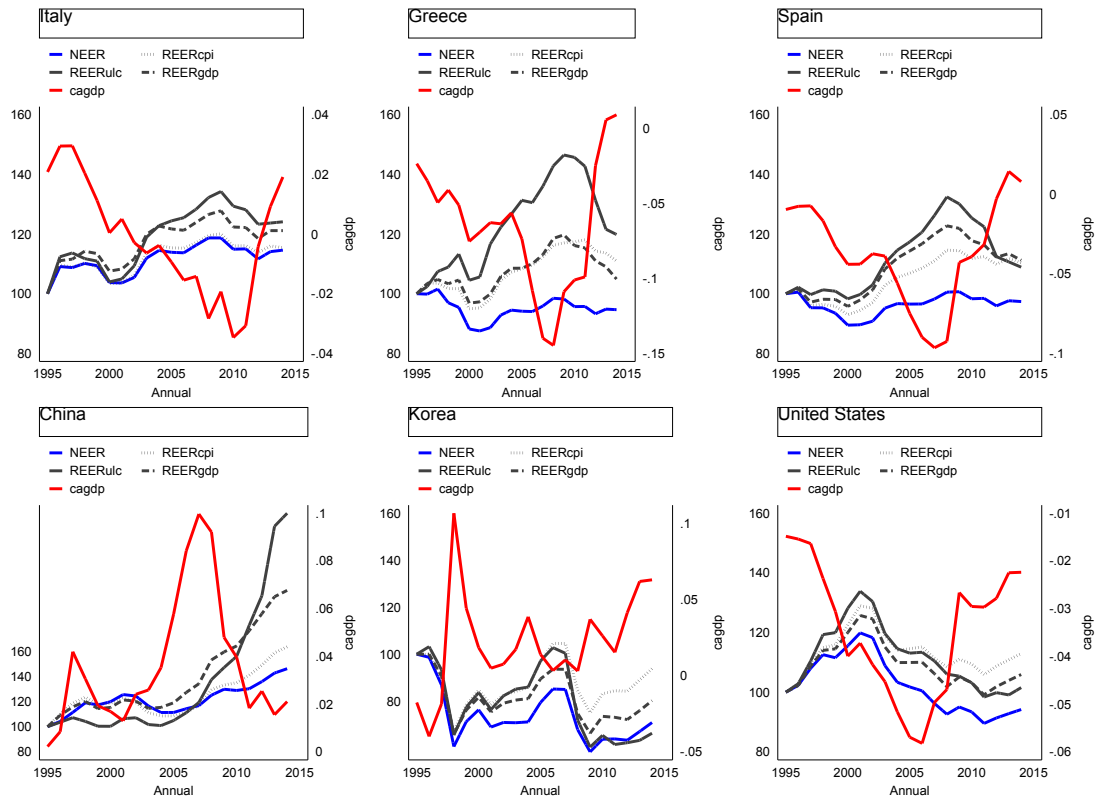 Italy
NEER REERcpi
REERulc REERgdp
cagdp
160
140
120
100
80
.04
.02
0
-.02
-.04
cagdp
1995 2000 2005 2010 2015
Annual
Greece
NEER REERcpi
REERulc REERgdp
cagdp
160
140
120
100
80
0
-.05
-.1
-.15
cagdp
1995 2000 2005 2010 2015
Annual
Spain
NEER REERcpi
REERulc REERgdp
cagdp
160
140
120
100
80
.05
0
-.05
-.1
cagdp
1995 2000 2005 2010 2015
Annual
China
NEER REERcpi
REERulc REERgdp
cagdp
160
140
120
100
80
.1
.08
.06
.04
.02
0
cagdp
1995 2000 2005 2010 2015
Annual
Korea
NEER REERcpi
REERulc REERgdp
cagdp
160
140
120
100
80
.1
.05
0
-.05
cagdp
1995 2000 2005 2010 2015
Annual
United States
NEER REERcpi
REERulc REERgdp
cagdp
160
140
120
100
80
-.01
-.02
-.03
-.04
-.05
-.06
cagdp
1995 2000 2005 2010 2015
Annual